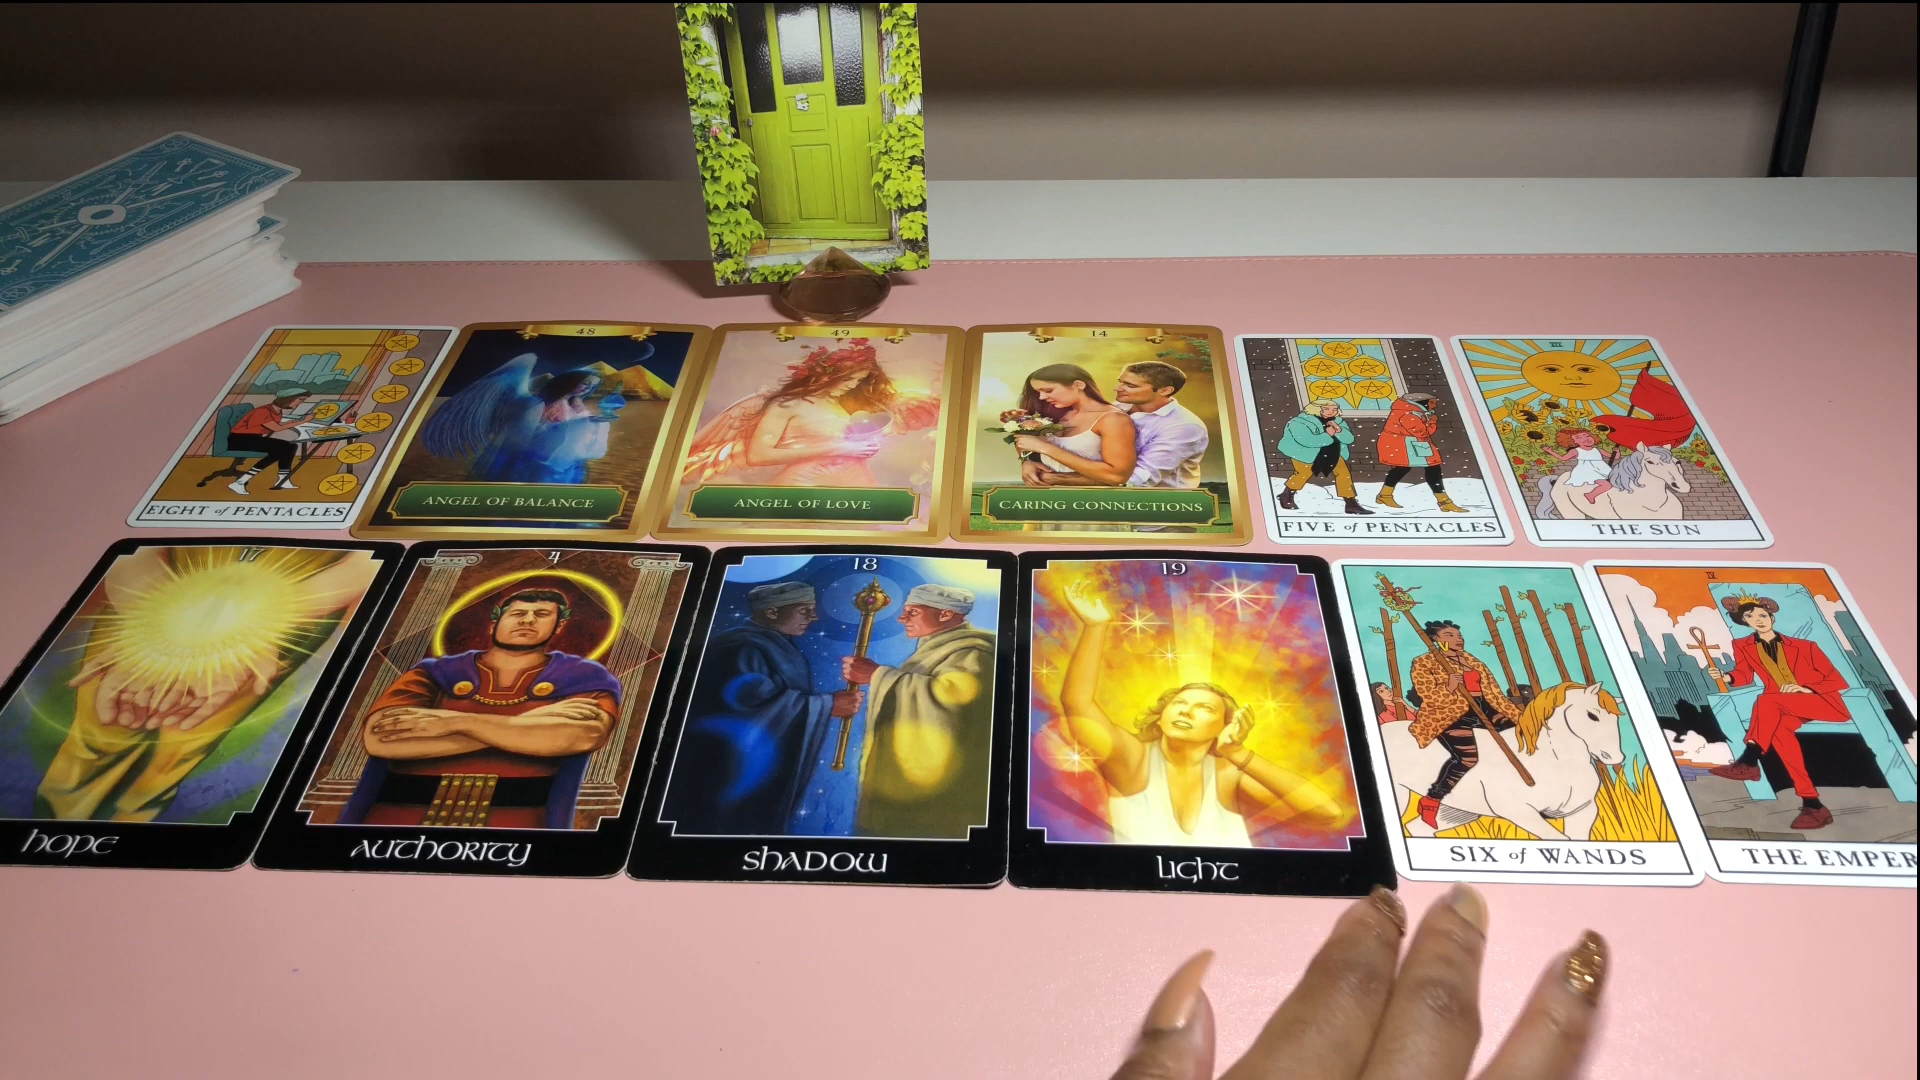 48
49
14
EIGHT of PENTACLES
ANGEL OF BALANCE
ANGEL OF LOVE
CARING CONNECTIONS
FIVE of PENTACLES
THE SUN
17
4
18
19
IV
HOPE
AUTHORITY
SHADOW
LIGHT
SIX of WANDS
THE EMPER